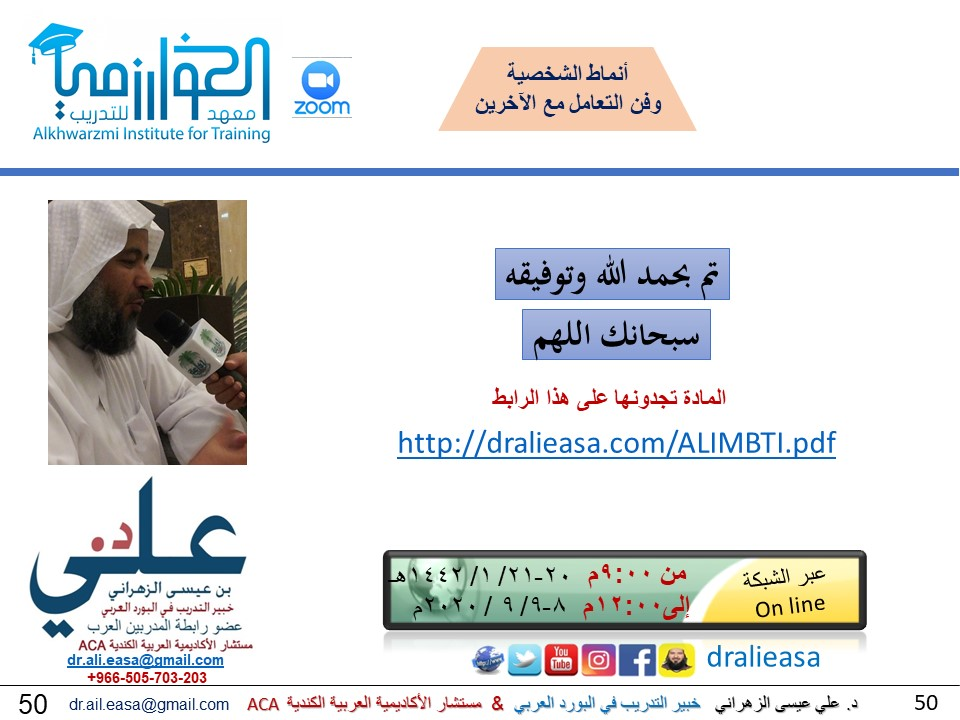 الخوارزمي
معهد للتدريب
Alkhwarzmi Institute for Training
zoom
أنماط الشخصية
وفن التعامل مع الآخرين
تم بحمد الله وتوفيقه
سبحانك اللهم
المادة تجدونها على هذا الرابط
http://dralieasa.com/ALIMBTI.pdf
د. علي
بن عيسى الزهراني
خبير التدريب في البورد العربي
عضو رابطة المدربين العرب
مستشار الأكاديمية العربية الكندية ACA
dr.ali.easa@gmail.com
+966-505-703-203
من ٩:٠٠م ٢٠-٢١/ ١/ ١٤٤٢هـ
إلى١٢:٠٠م ٨-٩/ ٩ / ٢٠٢٠م
عبر الشبكة
On line
You Tube
dralieasa
50 dr.ail.easa@gmail.com د. علي عيسى الزهراني خبير التدريب في البورد العربي & مستشار الأكاديمية العربية الكندية ACA 50